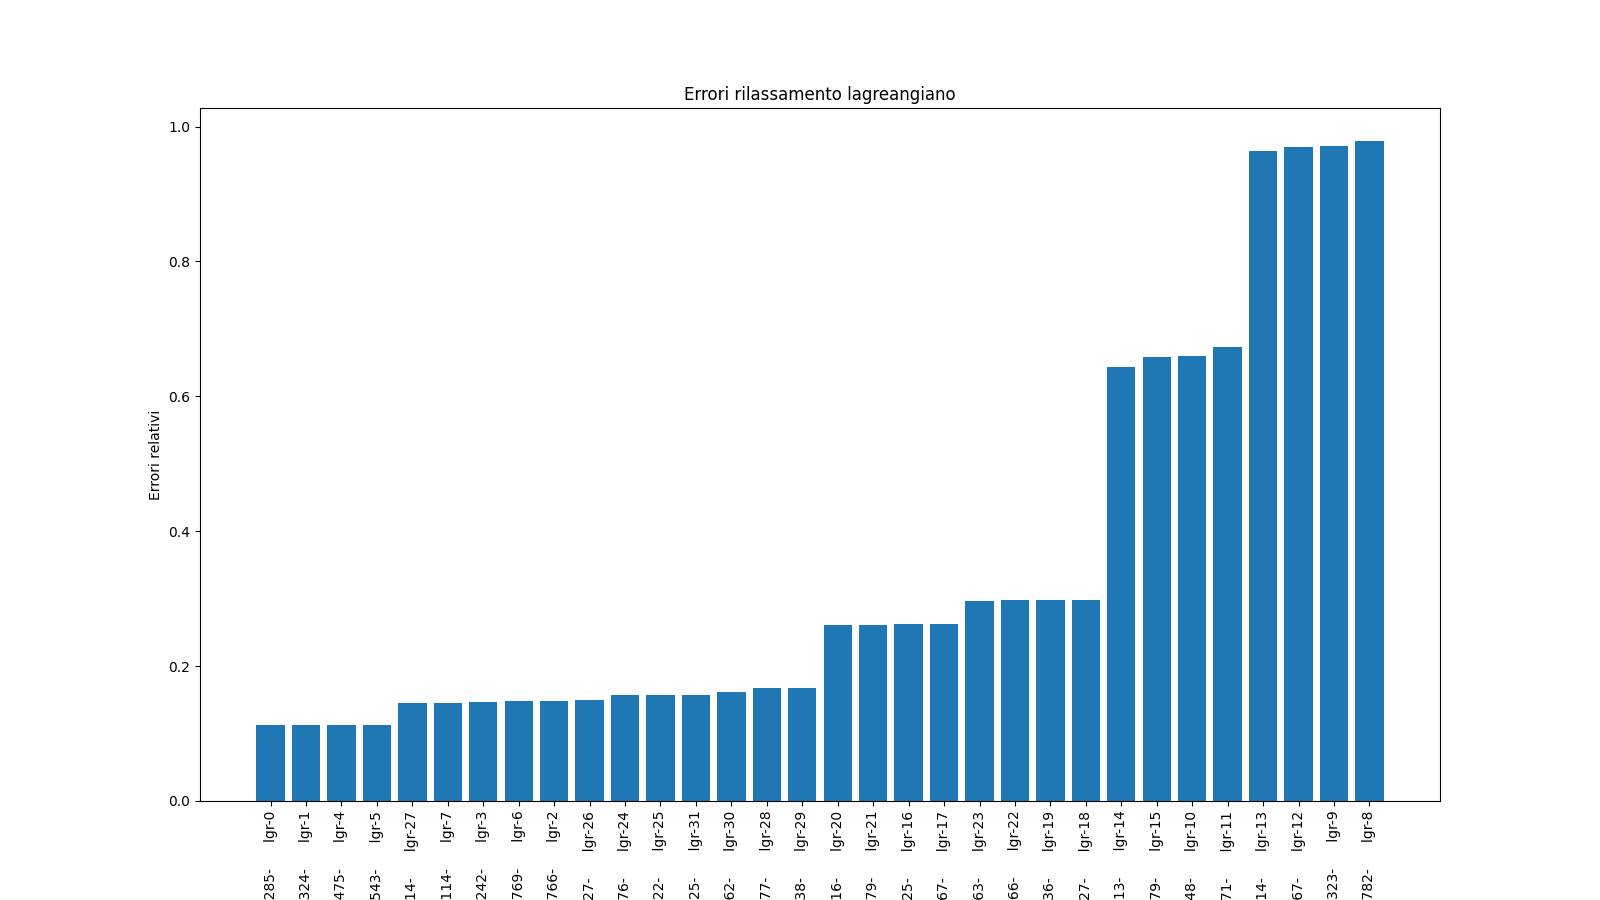 Errori rilassamento lagreangiano
1.0
0.8
0.6
0.4
0.2
0.0
Errori relativi
285- lgr-0
324- lgr-1
475- lgr-4
543- lgr-5
14- lgr-27
114- lgr-7
242- lgr-3
769- lgr-6
766- lgr-2
27- lgr-26
76- lgr-24
22- lgr-25
25- lgr-31
62- lgr-30
77- lgr-28
38- lgr-29
16- lgr-20
79- lgr-21
25- lgr-16
67- lgr-17
63- lgr-23
66- lgr-22
36- lgr-19
27- lgr-18
13- lgr-14
79- lgr-15
48- lgr-10
71- lgr-11
14- lgr-13
67- lgr-12
323- lgr-9
782- lgr-8